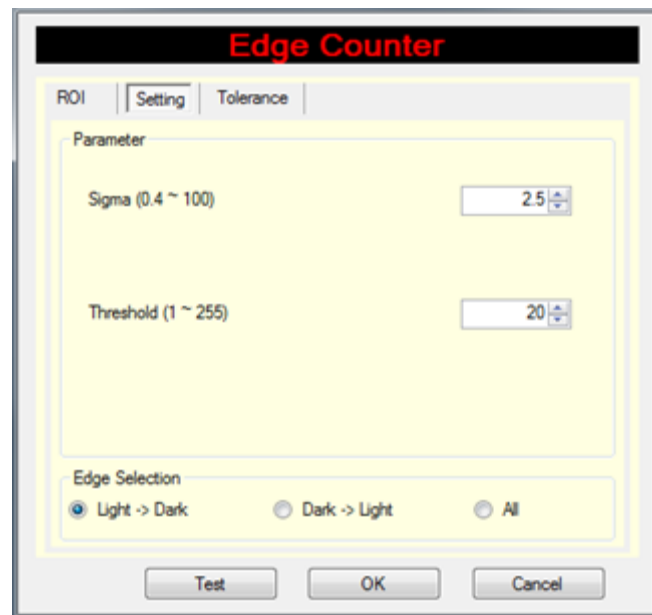 Edge Counter
ROI Setting Tolerance
Parameter
Sigma (0.4 ~ 100) 2.5
Threshold (1 ~ 255) 20
Edge Selection
Light -> Dark Dark -> Light All
Test OK Cancel